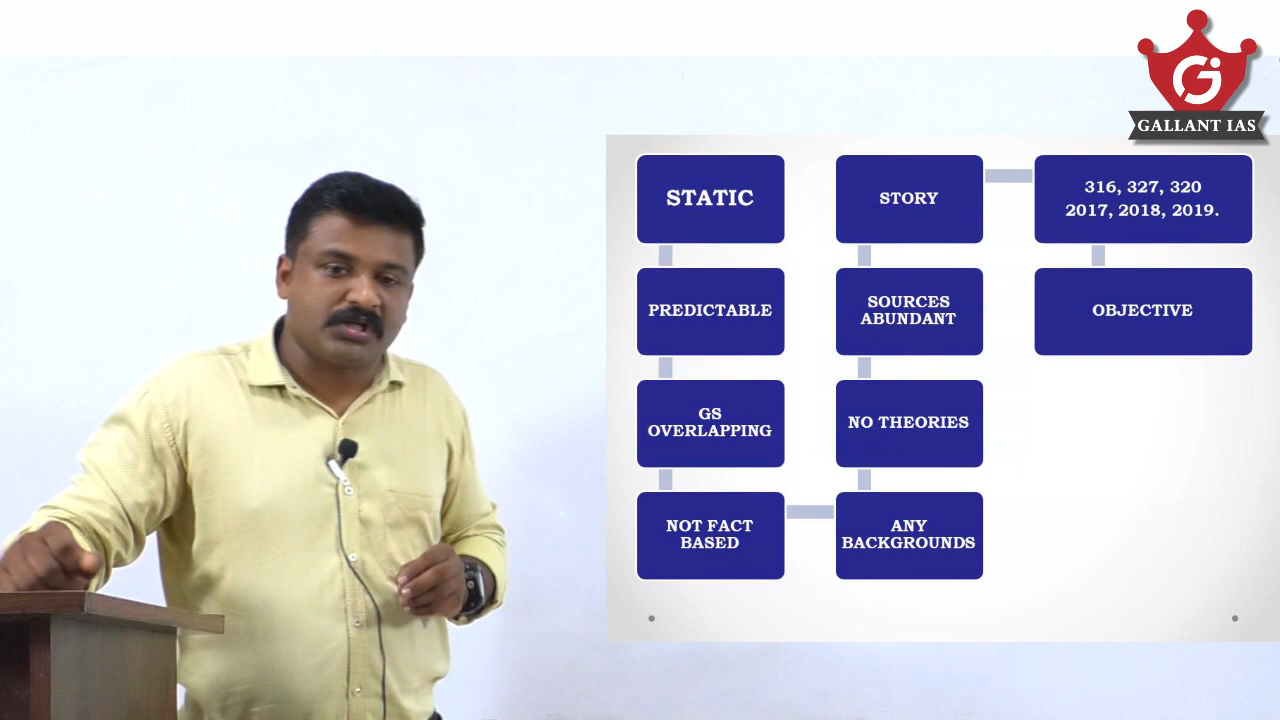 GALLANT IAS
STATIC
PREDICTABLE
GS
OVERLAPPING
NOT FACT
BASED
ANY
BACKGROUNDS
NO THEORIES
SOURCES
ABUNDANT
STORY
316, 327, 320
2017, 2018, 2019.
OBJECTIVE